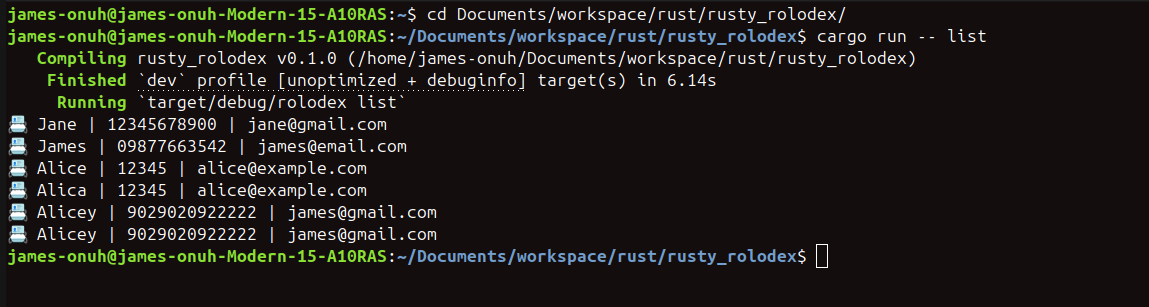 james-onuh@james-onuh-Modern-15-A10RAS:~$ cd Documents/workspace/rust/rusty_rolodex/
james-onuh@james-onuh-Modern-15-A10RAS:~/Documents/workspace/rust/rusty_rolodex$ cargo run -- list
   Compiling rusty_rolodex v0.1.0 (/home/james-onuh/Documents/workspace/rust/rusty_rolodex)
    Finished `dev` profile [unoptimized + debuginfo] target(s) in 6.14s
     Running `target/debug/rolodex list`
📇 Jane | 12345678900 | jane@gmail.com
📇 James | 09877663542 | james@email.com
📇 Alice | 12345 | alice@example.com
📇 Alica | 12345 | alice@example.com
📇 Alicey | 9029020922222 | james@gmail.com
📇 Alicey | 9029020922222 | james@gmail.com
james-onuh@james-onuh-Modern-15-A10RAS:~/Documents/workspace/rust/rusty_rolodex$